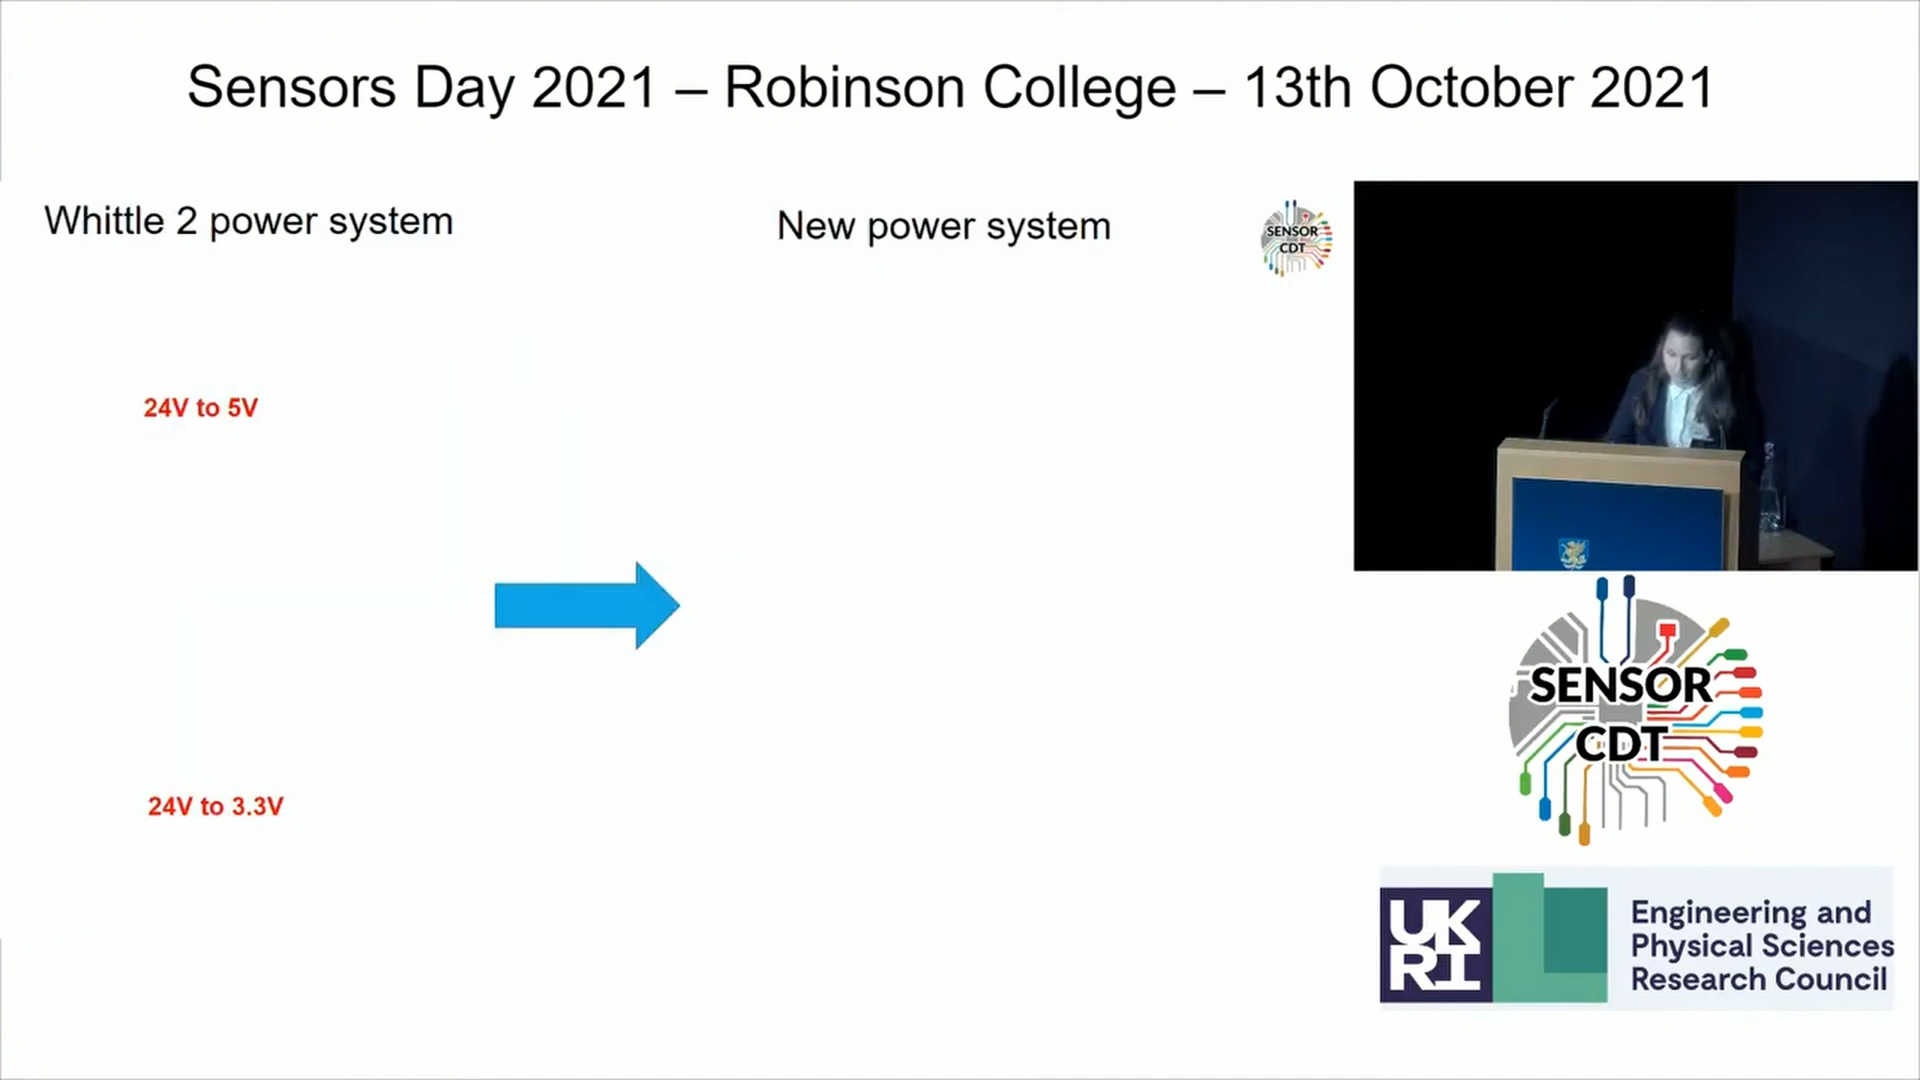 Sensors Day 2021 – Robinson College – 13th October 2021
Whittle 2 power system
New power system
SENSOR
CDT
24V to 5V
24V to 3.3V
SENSOR
CDT
UK
RI
Engineering and
Physical Sciences
Research Council